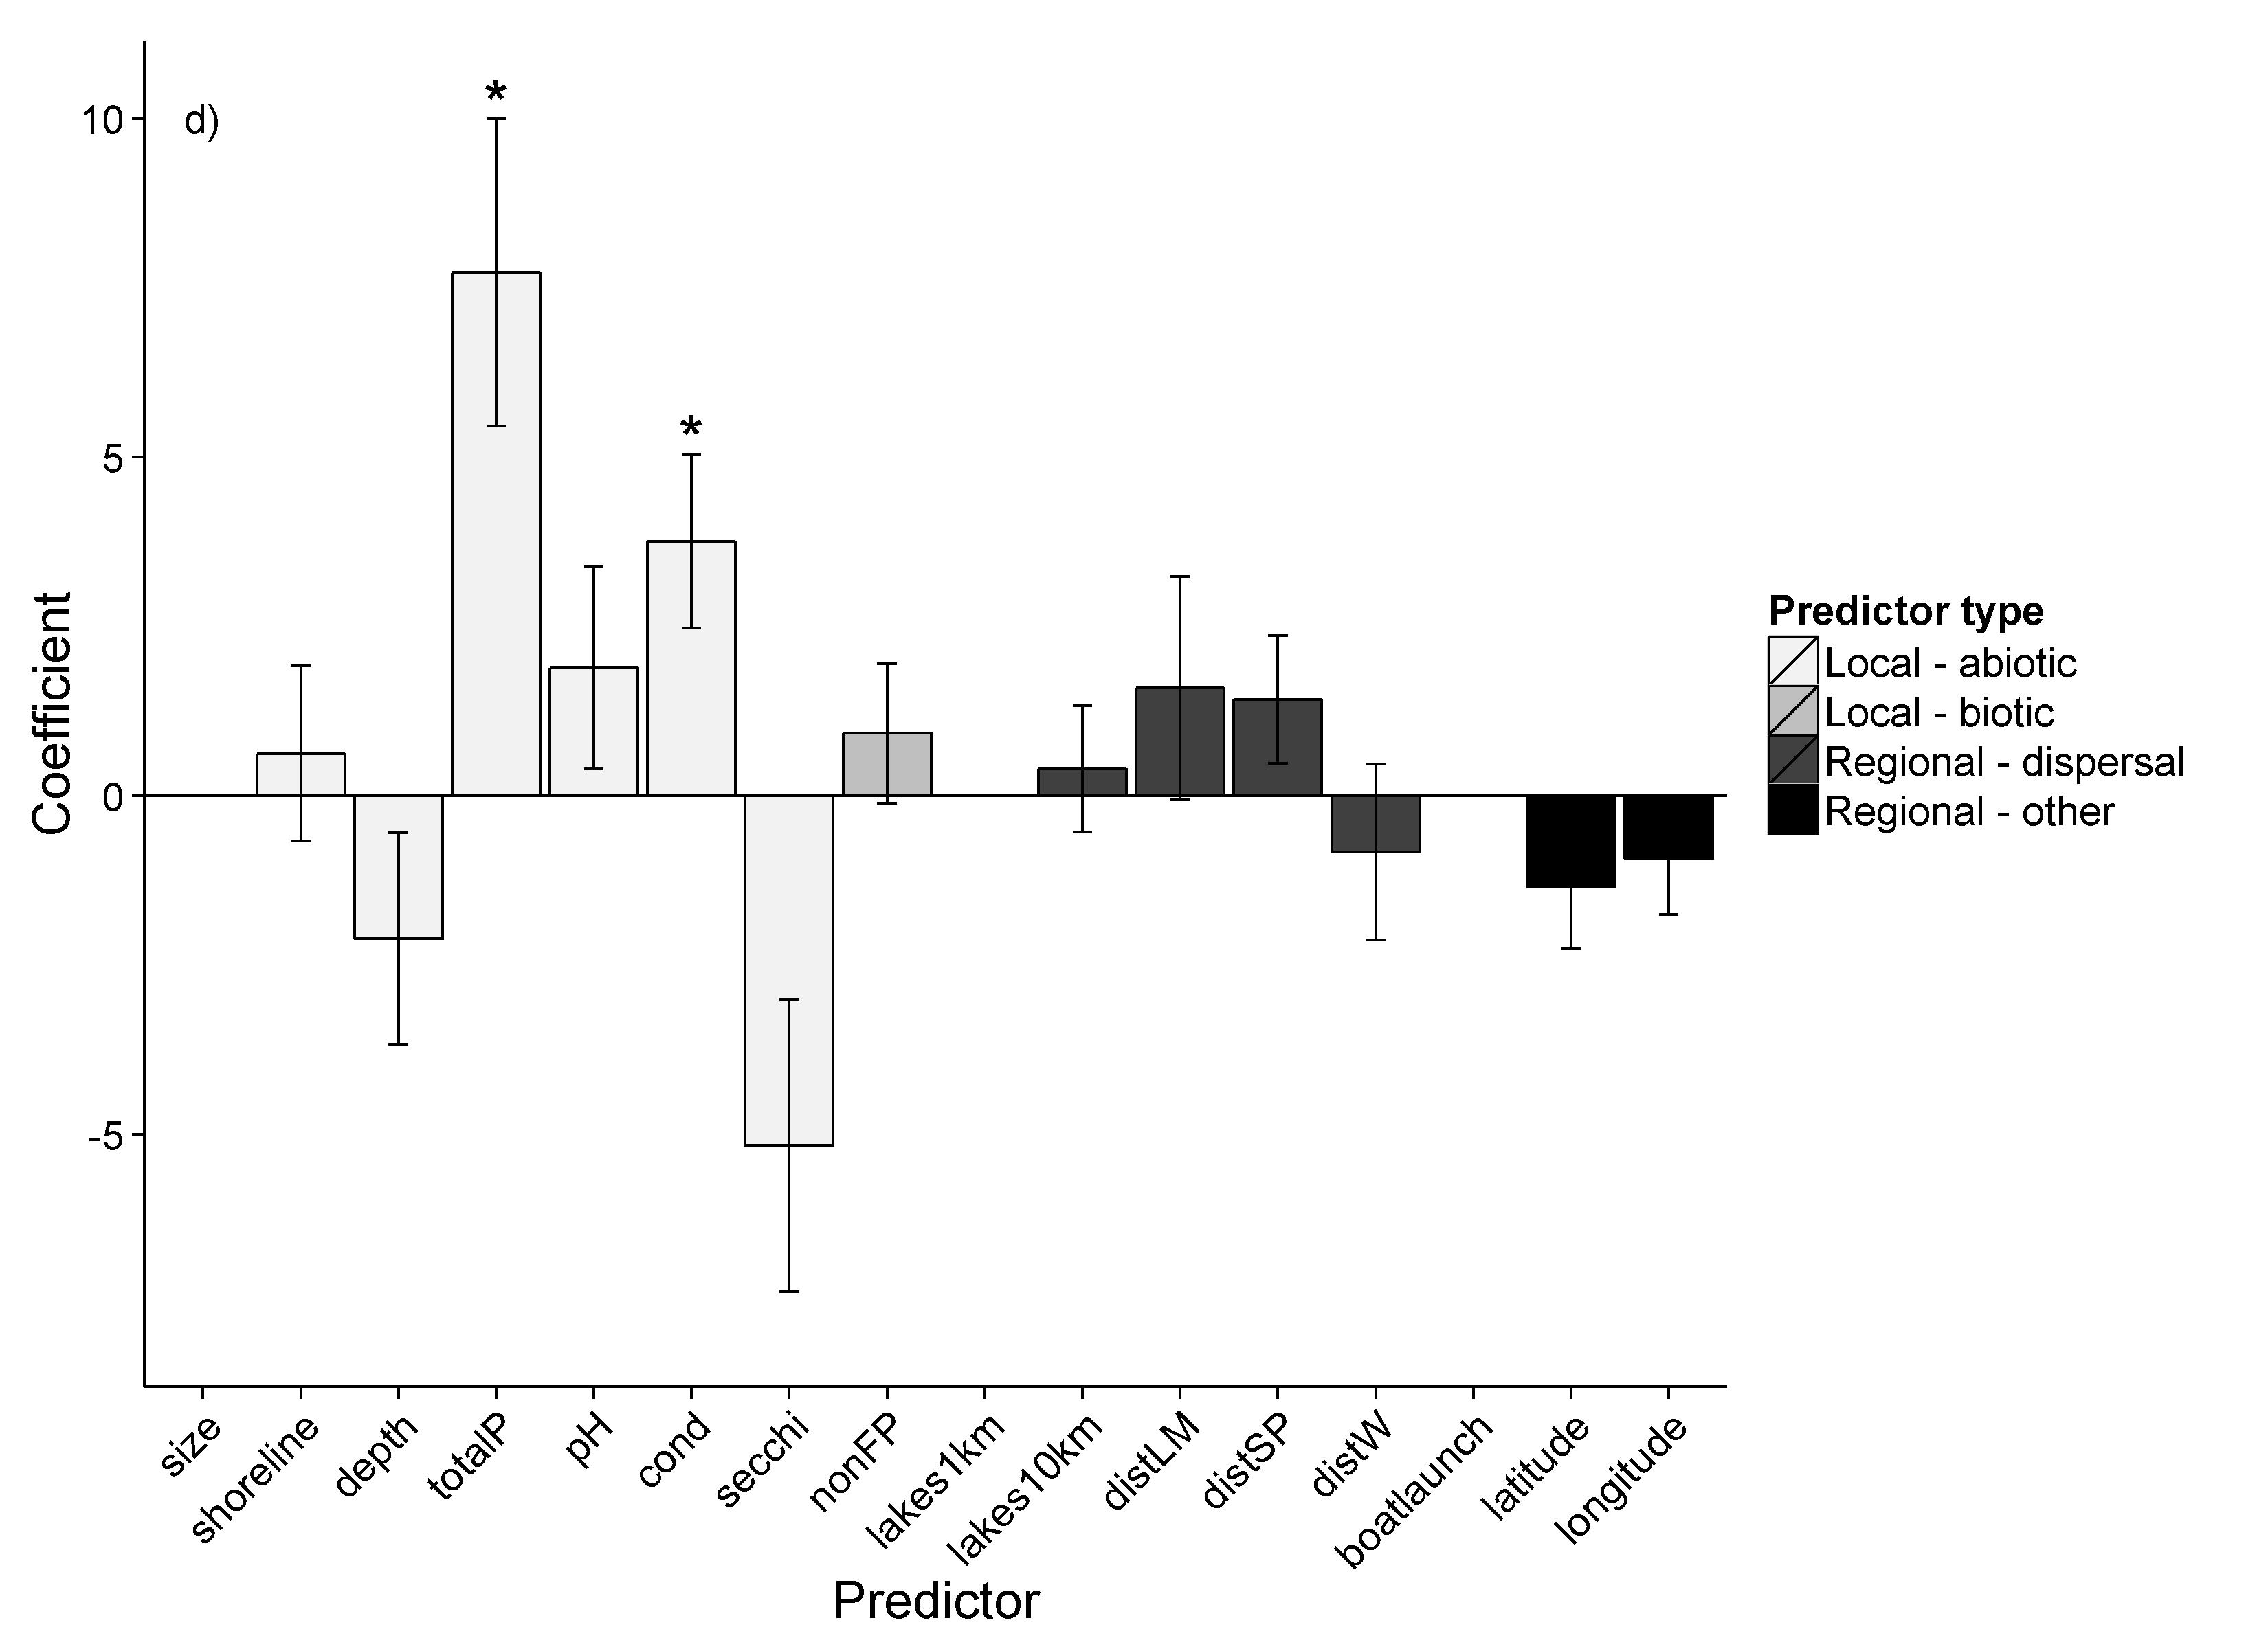 d)
*
*
10
5
0
-5
Coefficient
size
shoreline
depth
totalP
pH
cond
secchi
nonFP
lakes1km
lakes10km
distLM
distSP
distW
boatlaunch
latitude
longitude
Predictor
Predictor type
Local - abiotic
Local - biotic
Regional - dispersal
Regional - other